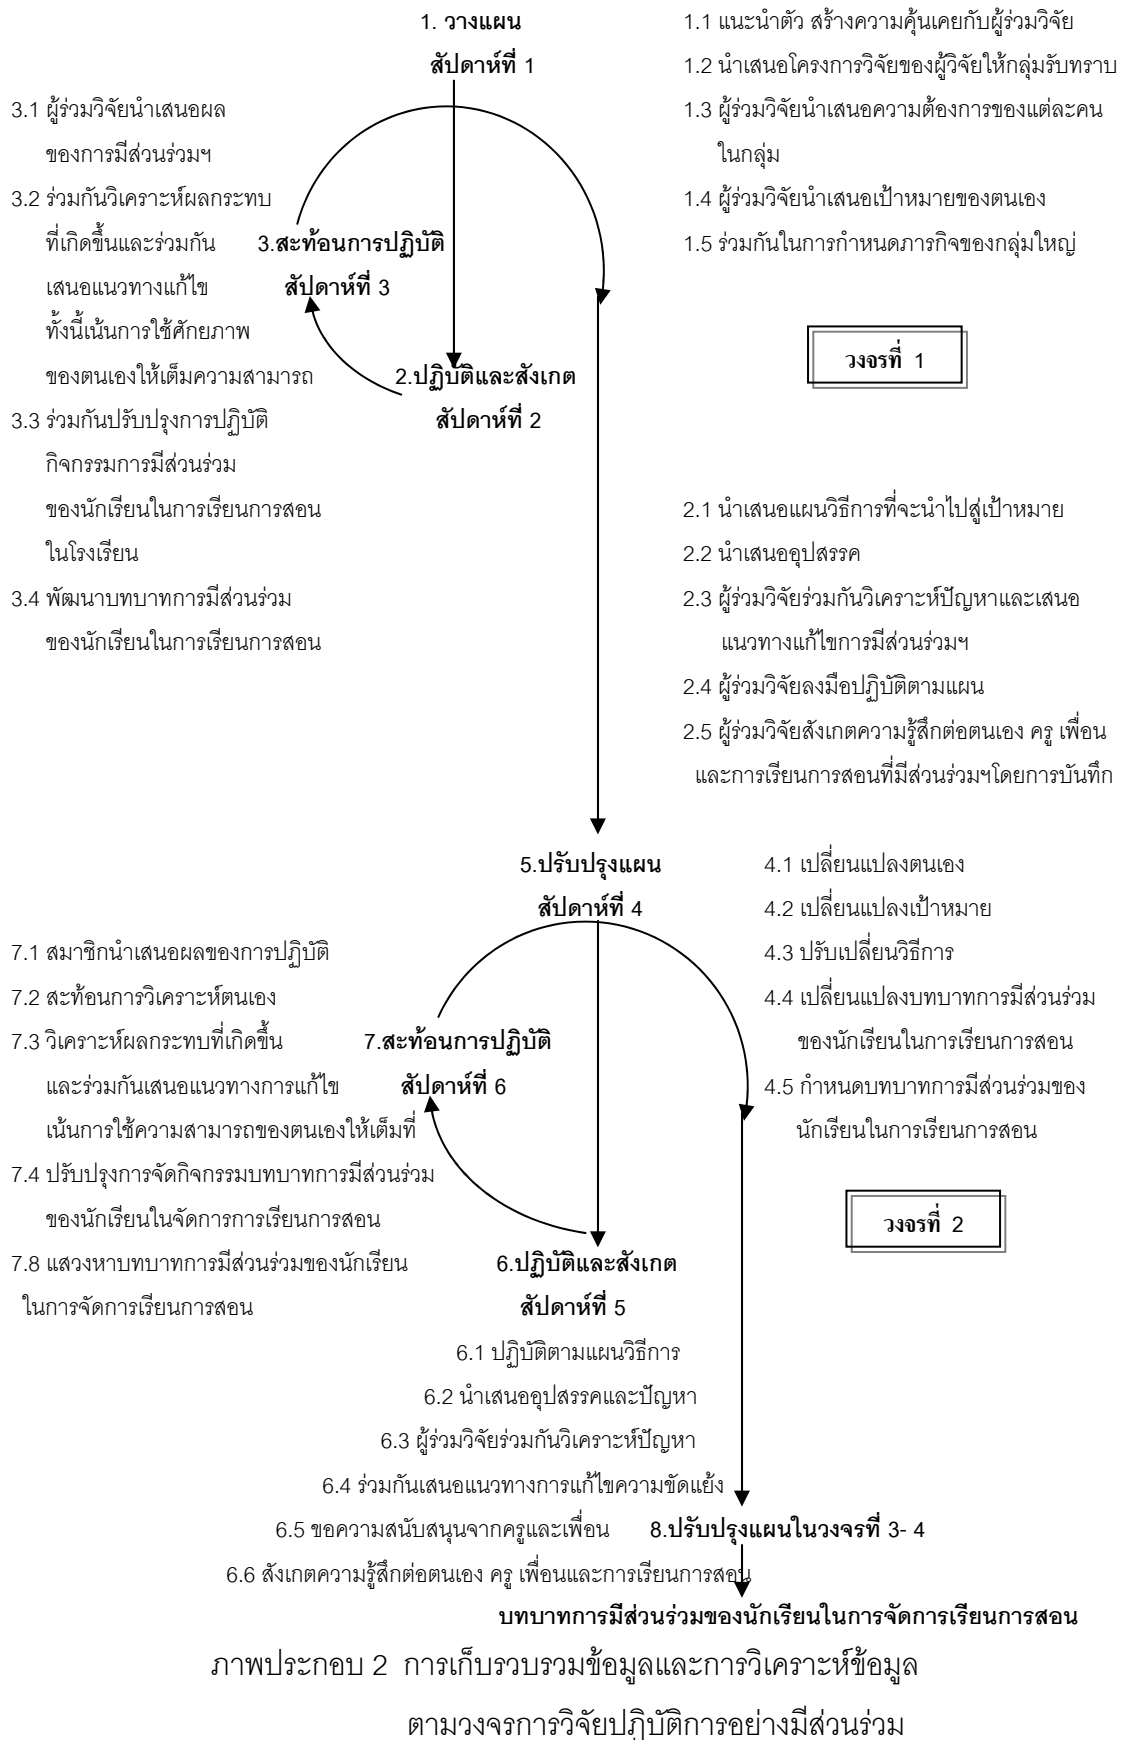 1. วางแผน
สัปดาห์ที่ 1
1.1 แนะนำตัว สร้างความคุ้นเคยกับผู้ร่วมวิจัย
1.2 นำเสนอโครงการวิจัยของผู้วิจัยให้กลุ่มรับทราบ
1.3 ผู้ร่วมวิจัยนำเสนอความต้องการของแต่ละคน
ในกลุ่ม
1.4 ผู้ร่วมวิจัยนำเสนอเป้าหมายของตนเอง
1.5 ร่วมกันในการกำหนดภารกิจของกลุ่มใหญ่
3.1 ผู้ร่วมวิจัยนำเสนอผล
ของการมีส่วนร่วมฯ
3.2 ร่วมกันวิเคราะห์ผลกระทบ
ที่เกิดขึ้นและร่วมกัน
เสนอแนวทางแก้ไข
ทั้งนี้เน้นการใช้ศักยภาพ
ของตนเองให้เต็มความสามารถ
3.3 ร่วมกันปรับปรุงการปฏิบัติ
กิจกรรมการมีส่วนร่วม
ของนักเรียนในการเรียนการสอน
ในโรงเรียน
3.4 พัฒนาบทบาทการมีส่วนร่วม
ของนักเรียนในการเรียนการสอน
3.สะท้อนการปฏิบัติ
สัปดาห์ที่ 3
2.ปฏิบัติและสังเกต
สัปดาห์ที่ 2
วงจรที่ 1
2.1 นำเสนอแผนวิธีการที่จะนำไปสู่เป้าหมาย
2.2 นำเสนออุปสรรค
2.3 ผู้ร่วมวิจัยร่วมกันวิเคราะห์ปัญหาและเสนอ
แนวทางแก้ไขการมีส่วนร่วมฯ
2.4 ผู้ร่วมวิจัยลงมือปฏิบัติตามแผน
2.5 ผู้ร่วมวิจัยสังเกตความรู้สึกต่อตนเอง ครู เพื่อน
และการเรียนการสอนที่มีส่วนร่วมฯโดยการบันทึก
5.ปรับปรุงแผน
สัปดาห์ที่ 4
4.1 เปลี่ยนแปลงตนเอง
4.2 เปลี่ยนแปลงเป้าหมาย
4.3 ปรับเปลี่ยนวิธีการ
4.4 เปลี่ยนแปลงบทบาทการมีส่วนร่วม
ของนักเรียนในการเรียนการสอน
4.5 กำหนดบทบาทการมีส่วนร่วมของ
นักเรียนในการเรียนการสอน
7.1 สมาชิกนำเสนอผลของการปฏิบัติ
7.2 สะท้อนการวิเคราะห์ตนเอง
7.3 วิเคราะห์ผลกระทบที่เกิดขึ้น
และร่วมกันเสนอแนวทางการแก้ไข
เน้นการใช้ความสามารถของตนเองให้เต็มที่
7.4 ปรับปรุงการจัดกิจกรรมบทบาทการมีส่วนร่วม
ของนักเรียนในจัดการการเรียนการสอน
7.8 แสวงหาบทบาทการมีส่วนร่วมของนักเรียน
ในการจัดการเรียนการสอน
7.สะท้อนการปฏิบัติ
สัปดาห์ที่ 6
วงจรที่ 2
6.ปฏิบัติและสังเกต
สัปดาห์ที่ 5
6.1 ปฏิบัติตามแผนวิธีการ
6.2 นำเสนออุปสรรคและปัญหา
6.3 ผู้ร่วมวิจัยร่วมกันวิเคราะห์ปัญหา
6.4 ร่วมกันเสนอแนวทางการแก้ไขความขัดแย้ง
6.5 ขอความสนับสนุนจากครูและเพื่อน
8.ปรับปรุงแผนในวงจรที่ 3- 4
6.6 สังเกตความรู้สึกต่อตนเอง ครู เพื่อนและการเรียนการสอน
บทบาทการมีส่วนร่วมของนักเรียนในการจัดการเรียนการสอน
ภาพประกอบ 2 การเก็บรวบรวมข้อมูลและการวิเคราะห์ข้อมูล
ตามวงจรการวิจัยปฏิบัติการอย่างมีส่วนร่วม